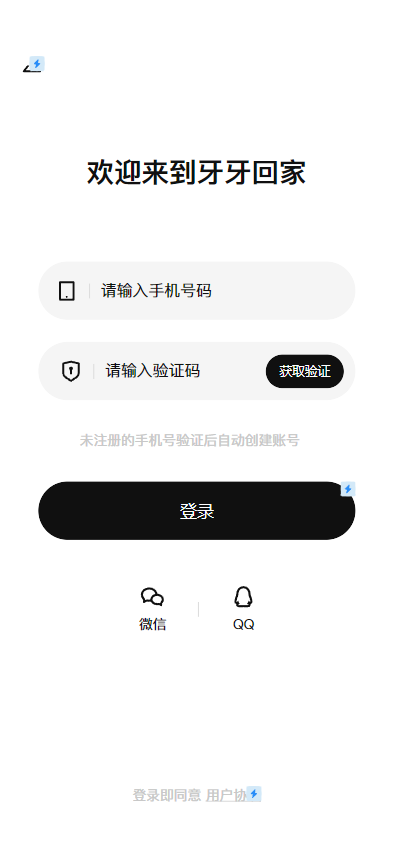 欢迎来到牙牙回家
请输入手机号码
请输入验证码
获取验证
未注册的手机号验证后自动创建账号
登录
微信
QQ
登录即同意 用户协